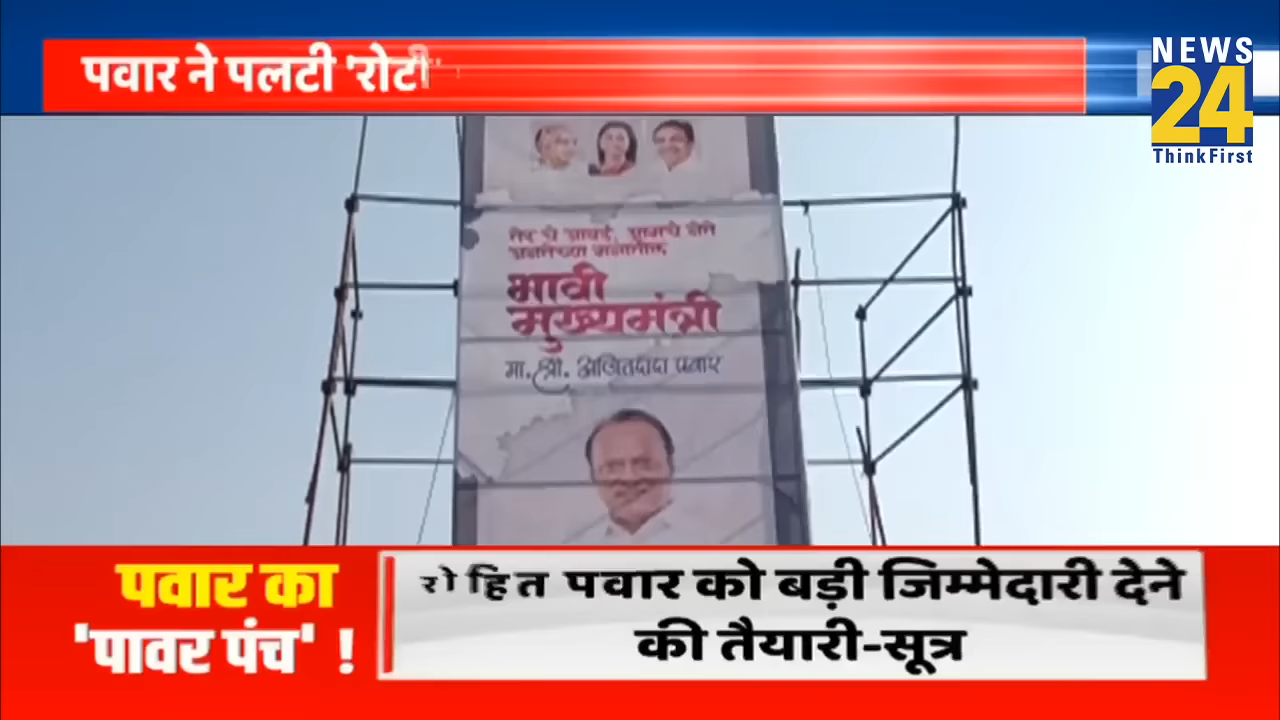 पवार ने पलटी 'रोटी'
NEWS
24
ThinkFirst
भावी
मुख्यमंत्री
मा. श्री. अजितदादा पवार
पवार का
'पावर पंच' !
रोहित पवार को बड़ी जिम्मेदारी देने
की तैयारी-सूत्र